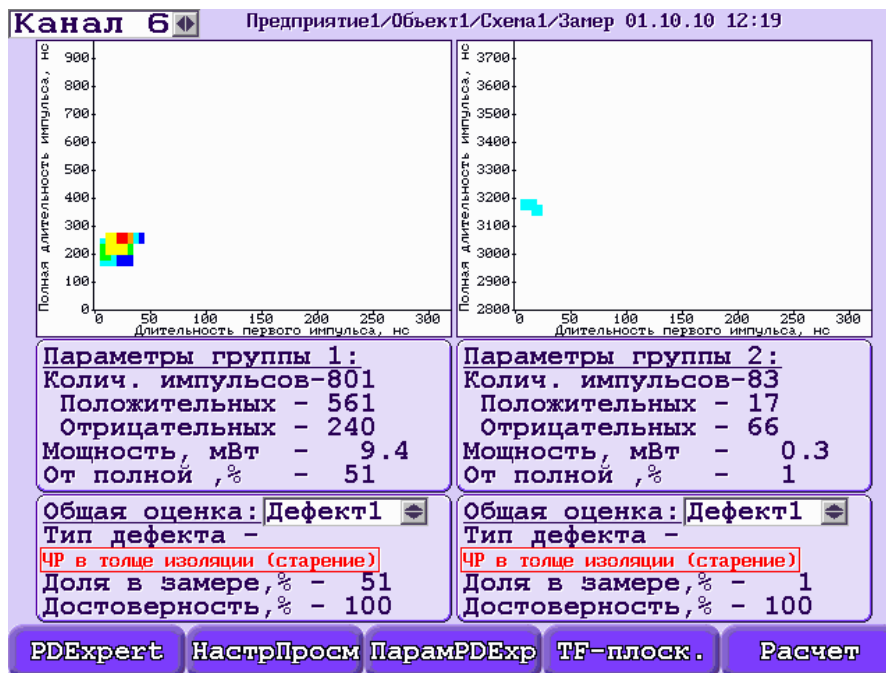 Канал 6
Предприятие1/Объект1/Схема1/Замер 01.10.10 12:19
Полная длительность импульса, нс
900
800
700
600
500
400
300
200
100
0
0 50 100 150 200 250 300
Длительность первого импульса, нс
Полная длительность импульса, нс
3700
3600
3500
3400
3300
3200
3100
3000
2900
2800
0 50 100 150 200 250 300
Длительность первого импульса, нс
Параметры группы 1:
Колич. импульсов-801
Положительных - 561
Отрицательных - 240
Мощность, мВт - 9.4
От полной ,% - 51
Параметры группы 2:
Колич. импульсов-83
Положительных - 17
Отрицательных - 66
Мощность, мВт - 0.3
От полной ,% - 1
Общая оценка: Дефект1
Тип дефекта -
ЧР в толще изоляции (старение)
Доля в замере,% - 51
Достоверность,% - 100
Общая оценка: Дефект1
Тип дефекта -
ЧР в толще изоляции (старение)
Доля в замере,% - 1
Достоверность,% - 100
PDExpert НастрПросм ПарамPDExp TF-плоск. Расчет